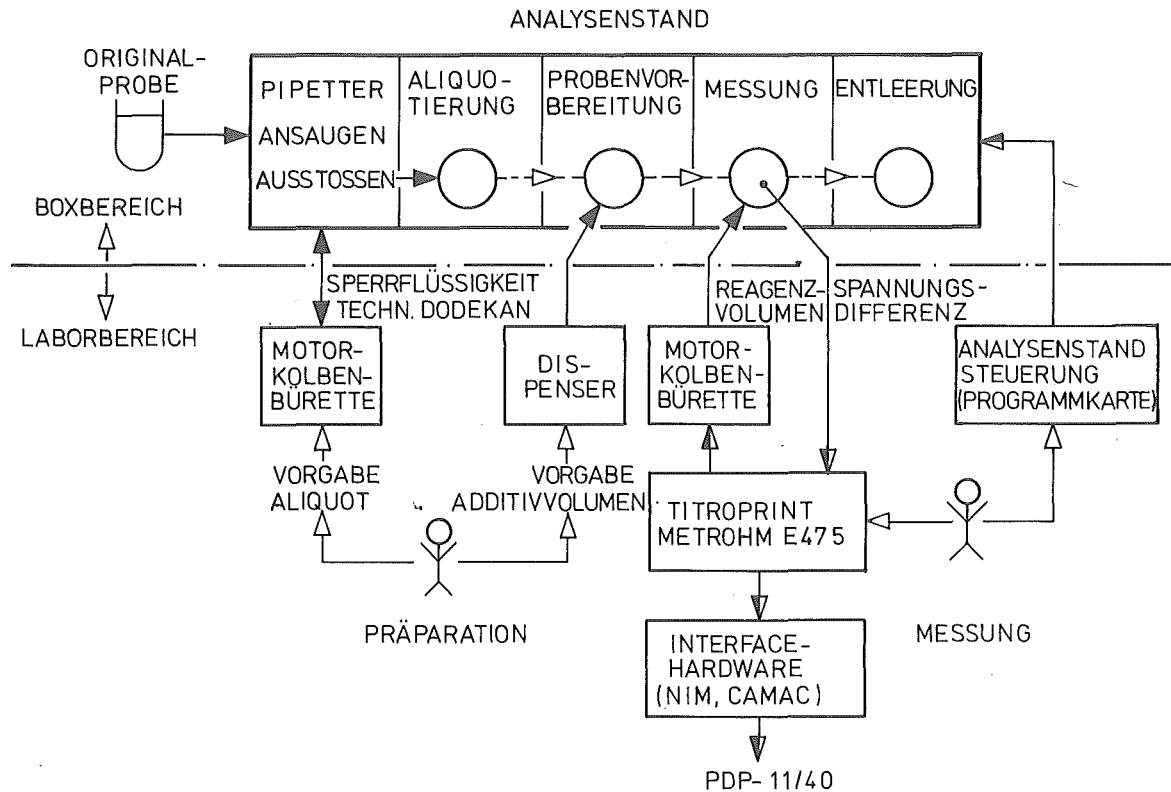 ANALYSENSTAND
ORIGINAL-
PROBE
PIPETTER
ANSAUGEN
AUSSTOSSEN
ALIQUO-
TIERUNG
PROBENVOR-
BEREITUNG
MESSUNG
ENTLEERUNG
BOXBEREICH
LABORBEREICH
SPERRFLÜSSIGKEIT
TECHN. DODEKAN
REAGENZ-
VOLUMEN
SPANNUNGS-
DIFFERENZ
MOTOR-
KOLBEN-
BÜRETTE
DIS-
PENSER
MOTOR-
KOLBEN-
BÜRETTE
ANALYSENSTAND
STEUERUNG
(PROGRAMMKARTE)
VORGABE
ALIQUOT
VORGABE
ADDITIVVOLUMEN
TITROPRINT
METROHM E475
PRÄPARATION
MESSUNG
INTERFACE-
HARDWARE
(NIM, CAMAC)
PDP-11/40